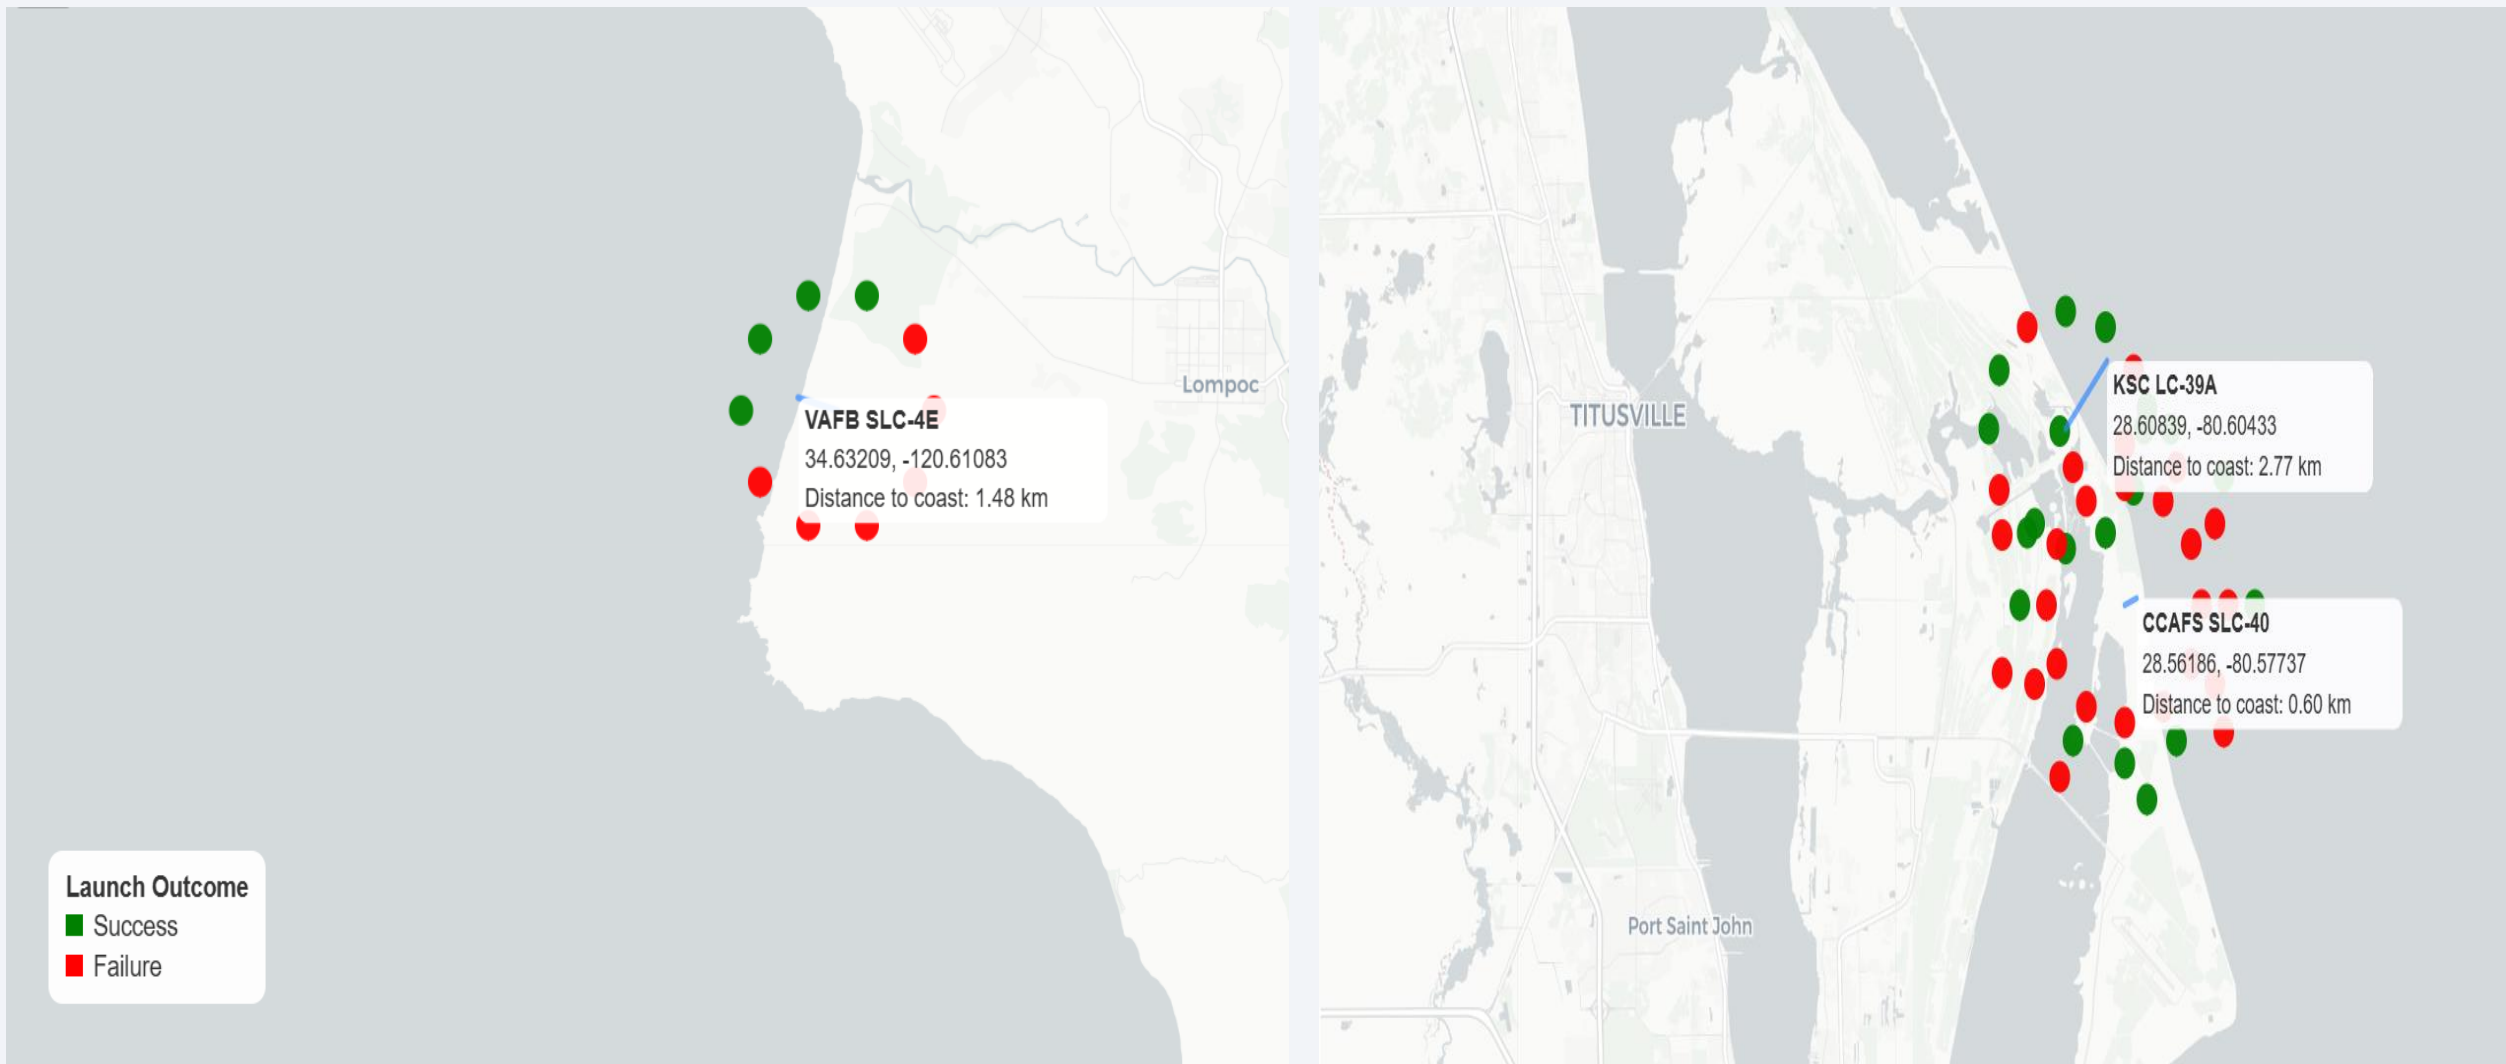 Lompoc
VAFB SLC-4E
34.63209, -120.61083
Distance to coast: 1.48 km
Launch Outcome
Success
Failure
TITUSVILLE
KSC LC-39A
28.60839, -80.60433
Distance to coast: 2.77 km
CCAFS SLC-40
28.56186, -80.57737
Distance to coast: 0.60 km
Port Saint John